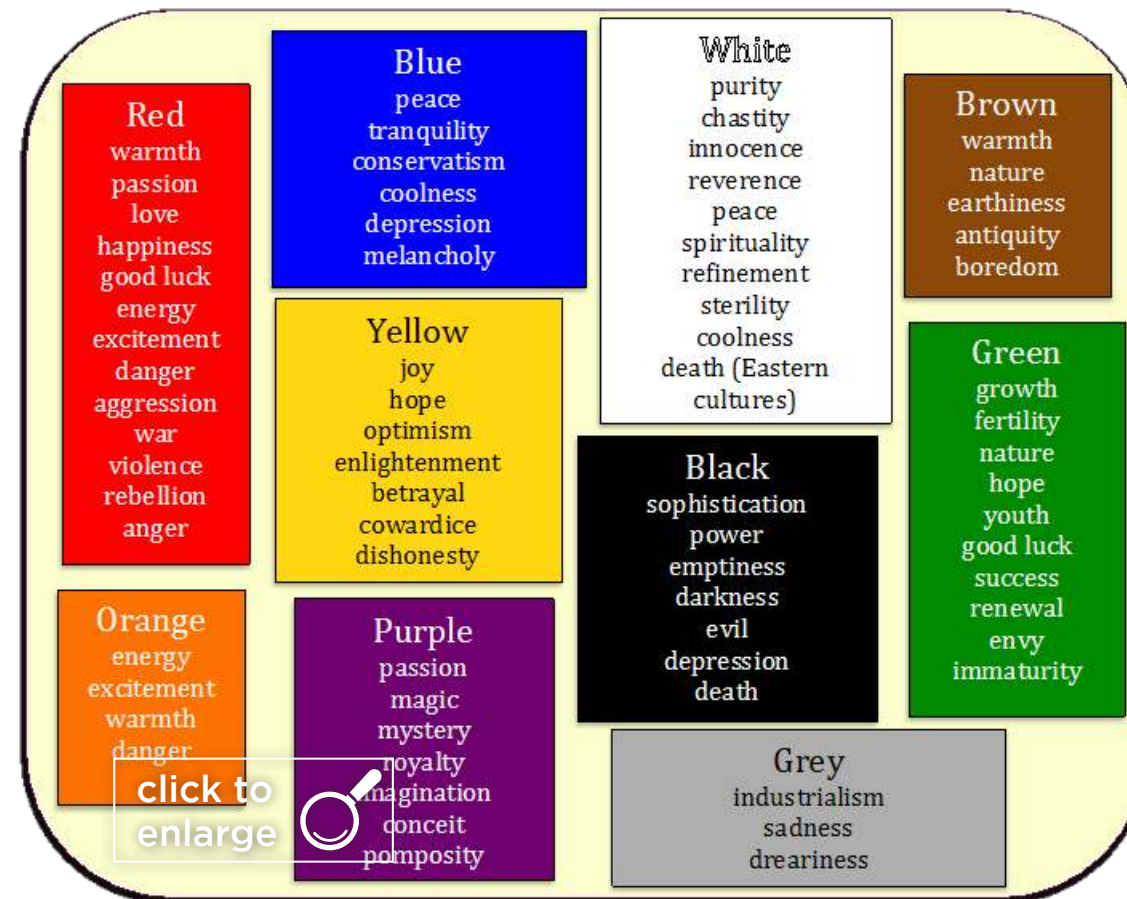 Red
warmth
passion
love
happiness
good luck
energy
excitement
danger
aggression
war
violence
rebellion
anger
Orange
energy
excitement
warmth
danger
Blue
peace
tranquility
conservatism
coolness
depression
melancholy
Yellow
joy
hope
optimism
enlightenment
betrayal
cowardice
dishonesty
Purple
passion
magic
mystery
royalty
imagination
conceit
pomposity
White
purity
chastity
innocence
reverence
peace
spirituality
refinement
sterility
coolness
death (Eastern
cultures)
Black
sophistication
power
emptiness
darkness
evil
depression
death
Grey
industrialism
sadness
dreariness
Brown
warmth
nature
earthiness
antiquity
boredom
Green
growth
fertility
nature
hope
youth
good luck
success
renewal
envy
immaturity
click to
enlarge